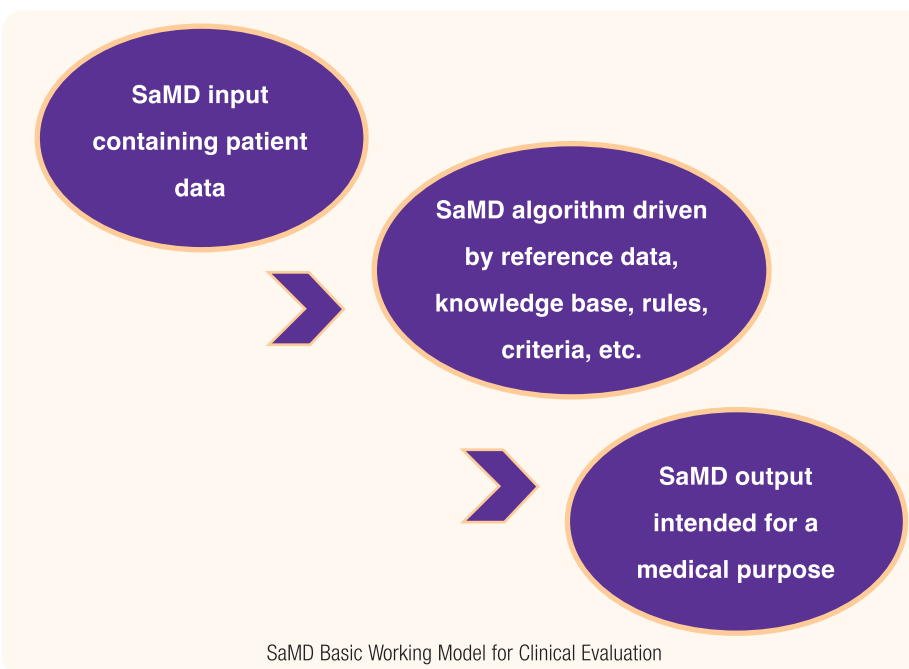 SaMD input
containing patient
data
SaMD algorithm driven
by reference data,
knowledge base, rules,
criteria, etc.
SaMD output
intended for a
medical purpose
SaMD Basic Working Model for Clinical Evaluation